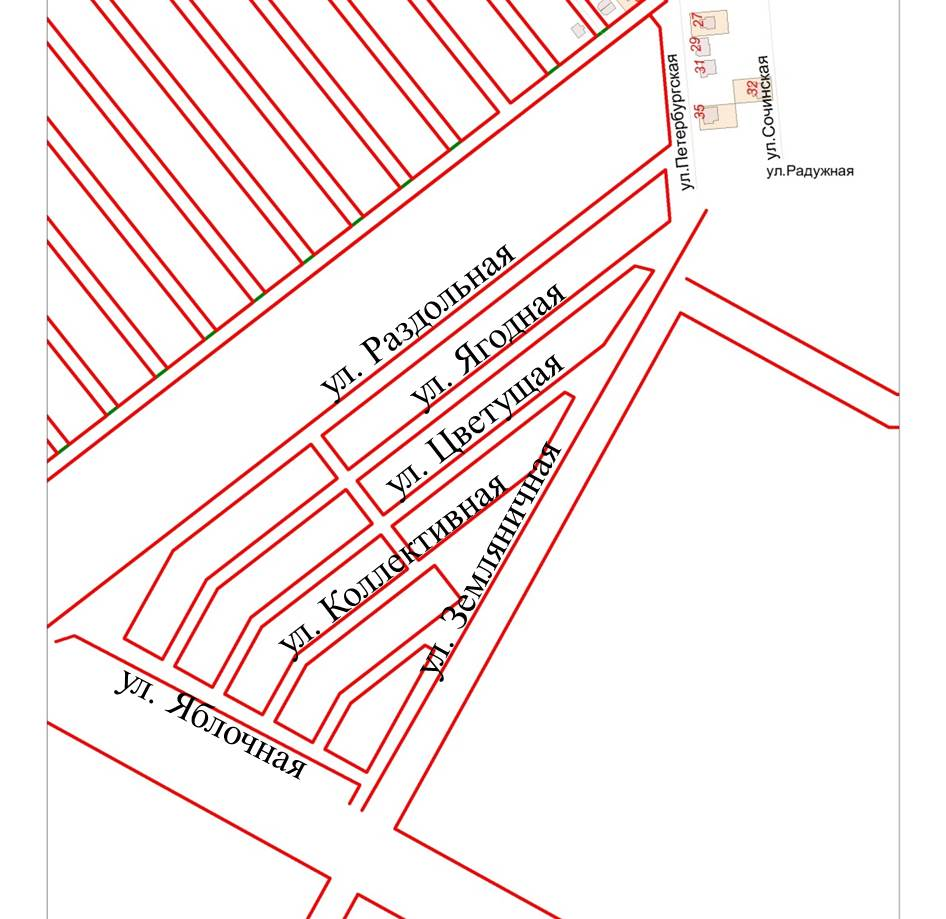 27
29
31
32
35
ул.Петербургская
ул.Сочинская
ул.Радужная
ул. Раздольная
ул. Ягодная
ул. Цветущая
ул. Коллективная
ул. Земляничная
ул. Яблочная